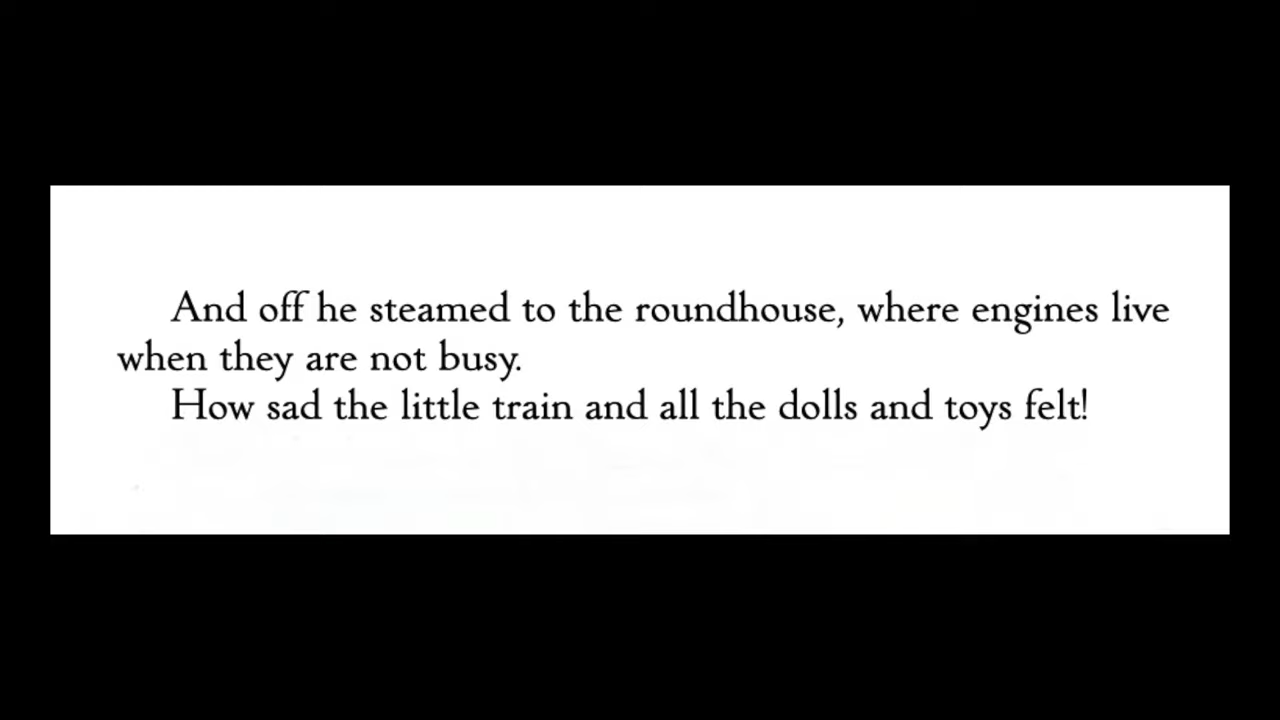 And off he steamed to the roundhouse, where engines live
when they are not busy.
How sad the little train and all the dolls and toys felt!